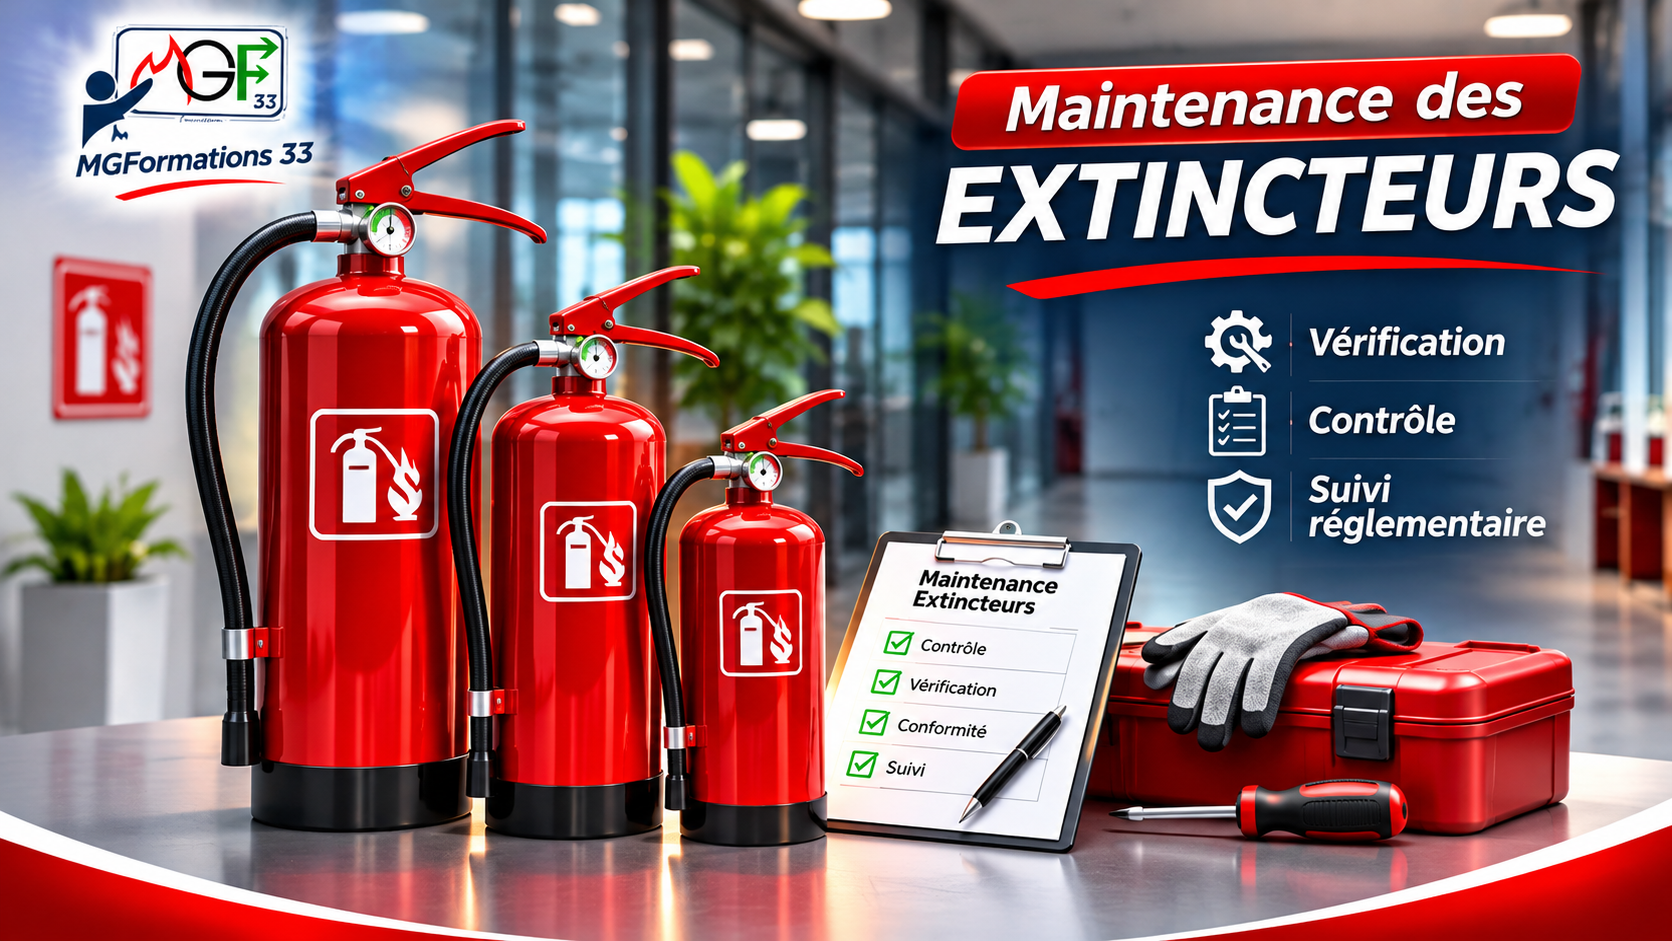 MGF
33
MGFormations 33
Maintenance des
EXTINCTEURS
Vérification
Contrôle
Suivi
réglementaire
Maintenance
Extincteurs
Contrôle
Vérification
Conformité
Suivi